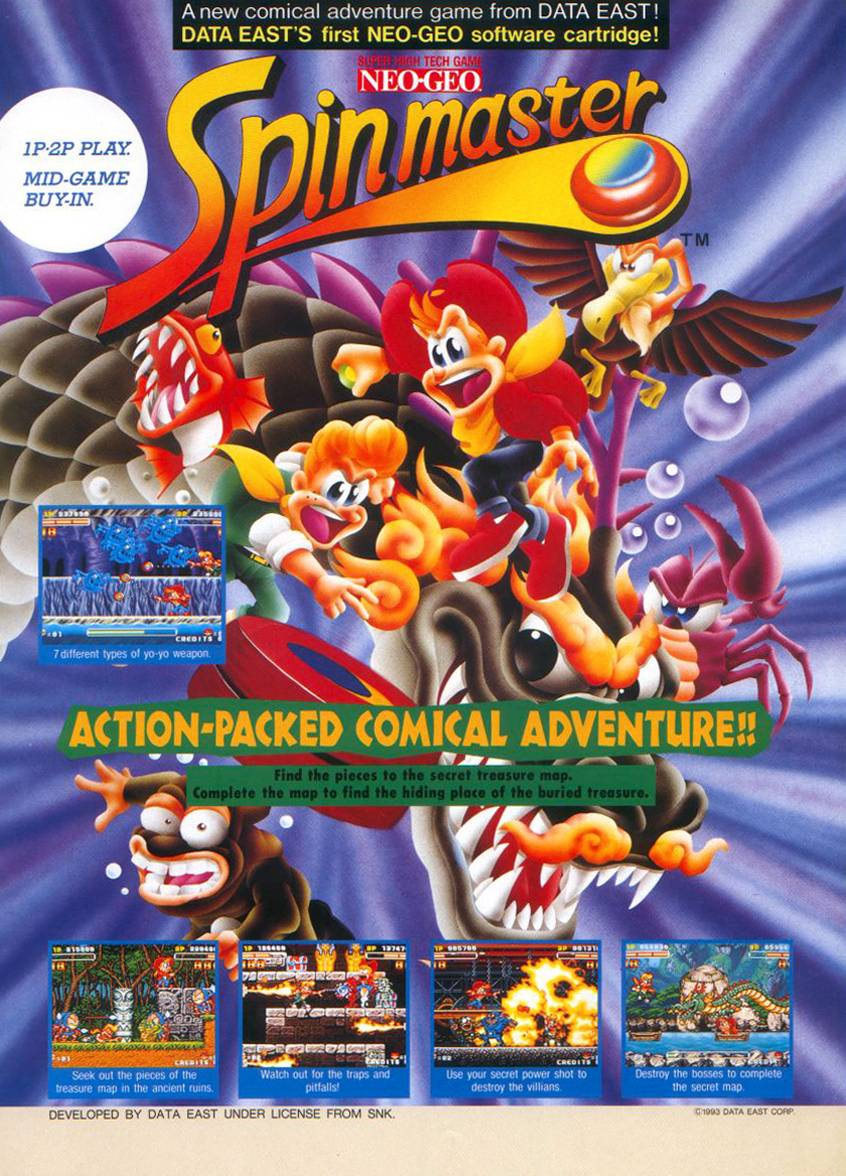 A new comical adventure game from DATA EAST!
DATA EAST'S first NEO-GEO software cartridge!
SUPER HIGH TECH GAME
NEO•GEO
Spinmaster
TM
1P·2P PLAY.
MID-GAME
BUY-IN.
7 different types of yo-yo weapon.
ACTION-PACKED COMICAL ADVENTURE!!
Find the pieces to the secret treasure map.
Complete the map to find the hiding place of the buried treasure.
Seek out the pieces of the
treasure map in the ancient ruins.
Watch out for the traps and
pitfalls!
Use your secret power shot to
destroy the villians.
Destroy the bosses to complete
the secret map.
DEVELOPED BY DATA EAST UNDER LICENSE FROM SNK.
©1993 DATA EAST CORP.